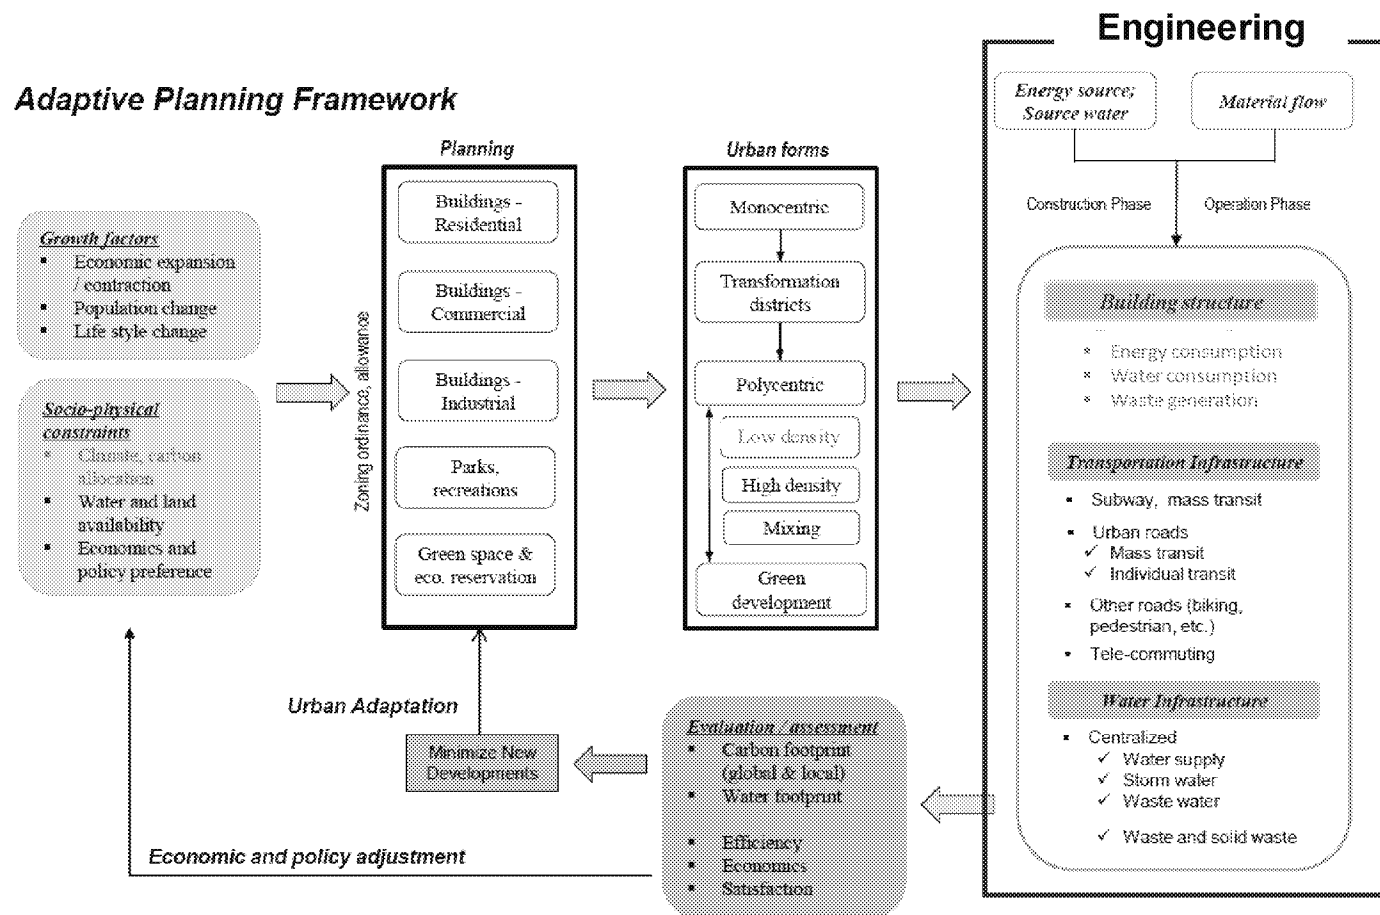 Engineering
Adaptive Planning Framework
Energy source;
Source water
Material flow
Construction Phase
Operation Phase
Growth factors
Economic expansion
/ contraction
Population change
Life style change
Socio-physical
constraints
Climate, carbon
allocation
Water and land
availability
Economics and
policy preference
Zoning ordinance, allowance
Planning
Buildings -
Residential
Buildings -
Commercial
Buildings -
Industrial
Parks,
recreations
Green space &
eco. reservation
Urban forms
Monocentric
Transformation
districts
Polycentric
Low density
High density
Mixing
Green
development
Building structure
Energy consumption
Water consumption
Waste generation
Transportation Infrastructure
Subway, mass transit
Urban roads
✓ Mass transit
✓ Individual transit
Other roads (biking,
pedestrian, etc.)
Tele-commuting
Water Infrastructure
Centralized
✓ Water supply
✓ Storm water
✓ Waste water
✓ Waste and solid waste
Evaluation / assessment
Carbon footprint
(global & local)
Water footprint
Efficiency
Economics
Satisfaction
Urban Adaptation
Minimize New
Developments
Economic and policy adjustment